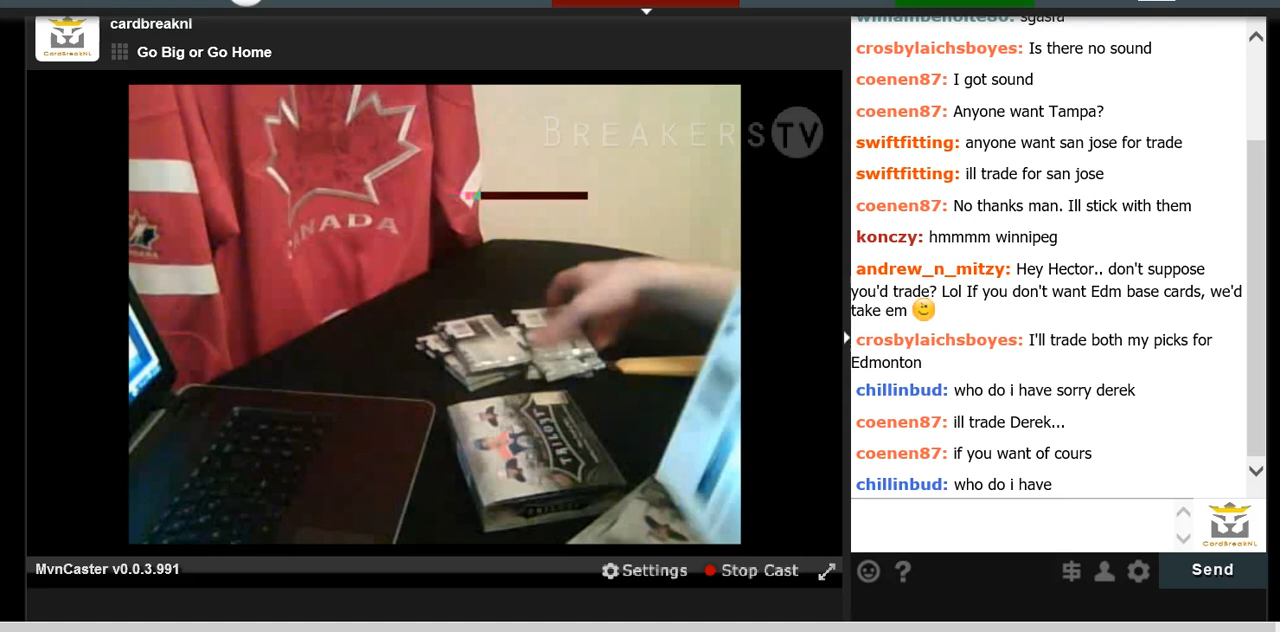 cardbreaknl
Go Big or Go Home
CardBreakNL
BREAKERSTV
CANADA
TRILOGY
MvnCaster v0.0.3.991
Settings
Stop Cast
williambenoite80: sgasfa
crosbylaichsboyes: Is there no sound
coenen87: I got sound
coenen87: Anyone want Tampa?
swiftfitting: anyone want san jose for trade
swiftfitting: ill trade for san jose
coenen87: No thanks man. Ill stick with them
konczy: hmmmm winnipeg
andrew_n_mitzy: Hey Hector.. don't suppose
you'd trade? Lol If you don't want Edm base cards, we'd
take em
crosbylaichsboyes: I'll trade both my picks for
Edmonton
chillinbud: who do i have sorry derek
coenen87: ill trade Derek...
coenen87: if you want of cours
chillinbud: who do i have
CardBreakNL
Send